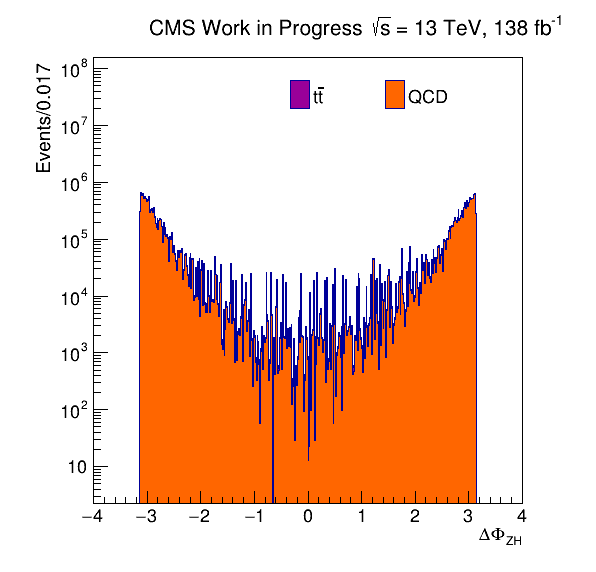 CMS Work in Progress √s = 13 TeV, 138 fb⁻¹
Events/0.017
tt̄
QCD
10⁸
10⁷
10⁶
10⁵
10⁴
10³
10²
10
−4 −3 −2 −1 0 1 2 3 4
ΔΦ_ZH